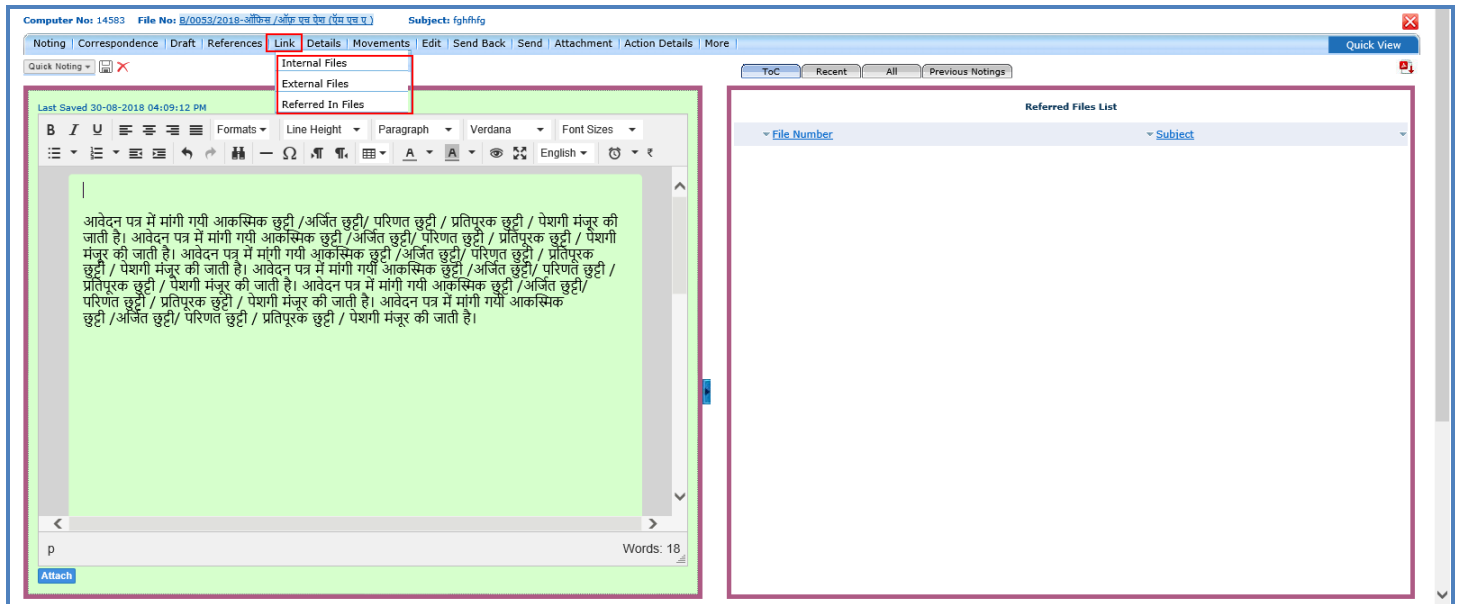 Computer No: 14583 File No: B/0053/2018-ऑफिस /ऑफ़ एच ऐश (पॅम एच ए ) Subject: fghfhfg
Noting | Correspondence | Draft | References | Link | Details | Movements | Edit | Send Back | Send | Attachment | Action Details | More |
Quick View
Quick Noting
Internal Files
External Files
Referred In Files
ToC Recent All Previous Notings
Last Saved 30-08-2018 04:09:12 PM
B I U Formats Line Height Paragraph Verdana Font Sizes
Ω ¶ ¶ A A English ₹
आवेदन पत्र में मांगी गयी आकस्मिक छुट्टी /अर्जित छुट्टी/ परिणत छुट्टी / प्रतिपूरक छुट्टी / पेशगी मंजूर की
जाती है। आवेदन पत्र में मांगी गयी आकस्मिक छुट्टी /अर्जित छुट्टी/ परिणत छुट्टी / प्रतिपूरक छुट्टी / पेशगी
मंजूर की जाती है। आवेदन पत्र में मांगी गयी आकस्मिक छुट्टी /अर्जित छुट्टी/ परिणत छुट्टी / प्रतिपूरक
छुट्टी / पेशगी मंजूर की जाती है। आवेदन पत्र में मांगी गयी आकस्मिक छुट्टी /अर्जित छुट्टी/ परिणत छुट्टी /
प्रतिपूरक छुट्टी / पेशगी मंजूर की जाती है। आवेदन पत्र में मांगी गयी आकस्मिक छुट्टी /अर्जित छुट्टी/
परिणत छुट्टी / प्रतिपूरक छुट्टी / पेशगी मंजूर की जाती है। आवेदन पत्र में मांगी गयी आकस्मिक
छुट्टी /अर्जित छुट्टी/ परिणत छुट्टी / प्रतिपूरक छुट्टी / पेशगी मंजूर की जाती है।
p
Words: 18
Attach
Referred Files List
File Number Subject